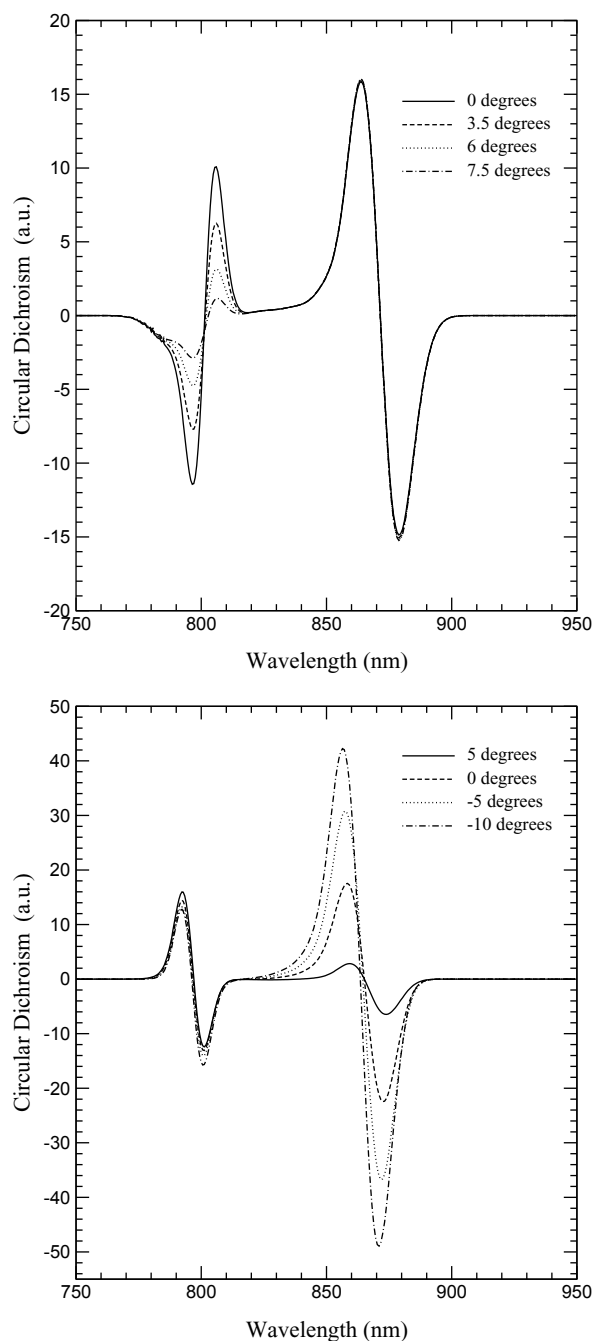 20
15
10
5
0
-5
-10
-15
-20
Circular Dichroism (a.u.)
0 degrees
3.5 degrees
6 degrees
7.5 degrees
750 800 850 900 950
Wavelength (nm)
50
40
30
20
10
0
-10
-20
-30
-40
-50
Circular Dichroism (a.u.)
5 degrees
0 degrees
-5 degrees
-10 degrees
750 800 850 900 950
Wavelength (nm)